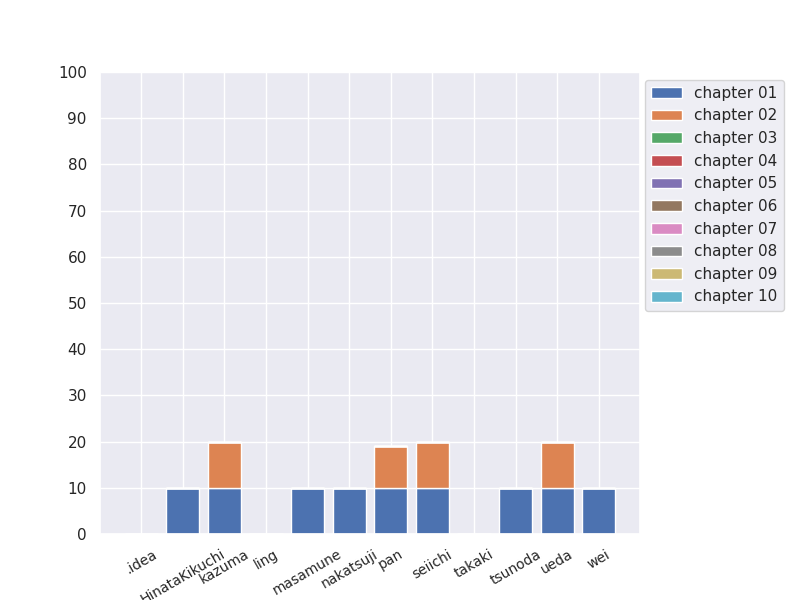 100
90
80
70
60
50
40
30
20
10
0
.idea
HinataKikuchi
kazuma
ling
masamune
nakatsuji
pan
seiichi
takaki
tsunoda
ueda
wei
chapter 01
chapter 02
chapter 03
chapter 04
chapter 05
chapter 06
chapter 07
chapter 08
chapter 09
chapter 10